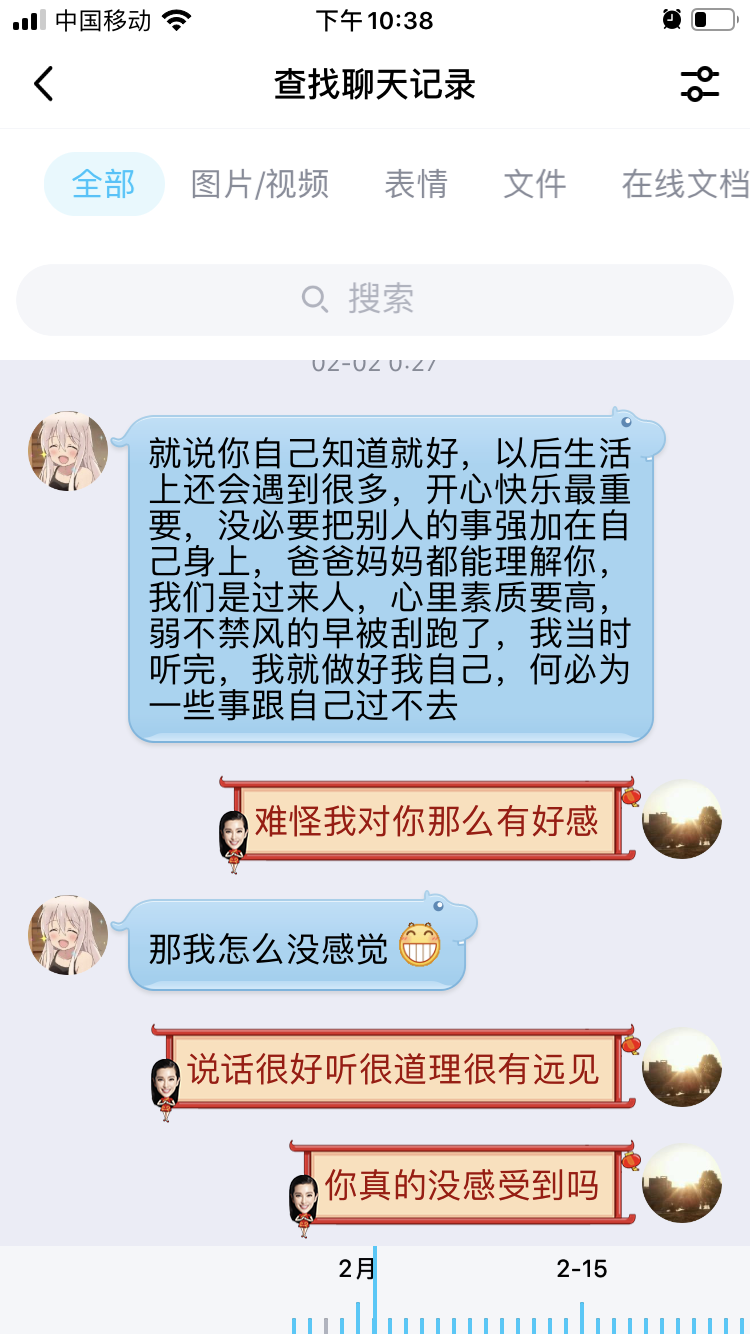 中国移动
下午10:38
查找聊天记录
全部 图片/视频 表情 文件 在线文档
搜索
02-02 0:27
就说你自己知道就好，以后生活
上还会遇到很多，开心快乐最重
要，没必要把别人的事强加在自
己身上，爸爸妈妈都能理解你，
我们是过来人，心里素质要高，
弱不禁风的早被刮跑了，我当时
听完，我就做好我自己，何必为
一些事跟自己过不去
难怪我对你那么有好感
那我怎么没感觉
说话很好听很道理很有远见
你真的没感受到吗
2月 2-15